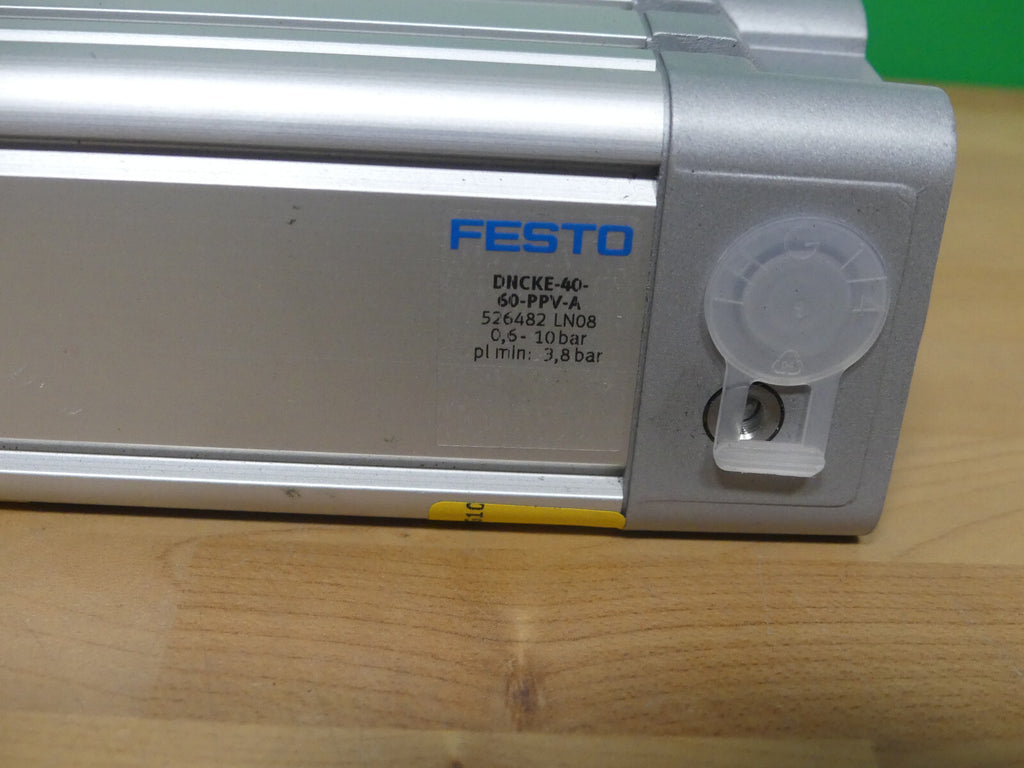 FESTO
DNCKE-40-
60-PPV-A
526482 LN08
0,6- 10 bar
pl min: 3,8 bar